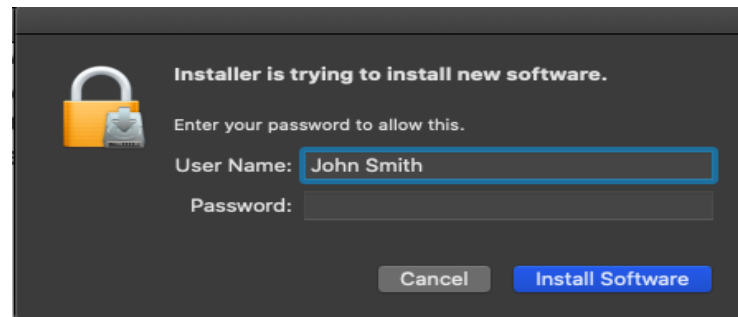 Installer is trying to install new software.
Enter your password to allow this.
User Name: John Smith
Password:
Cancel Install Software